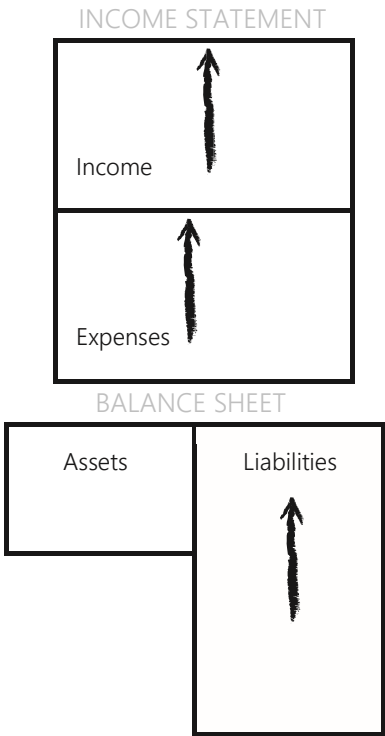 INCOME STATEMENT
Income
Expenses
BALANCE SHEET
Assets
Liabilities